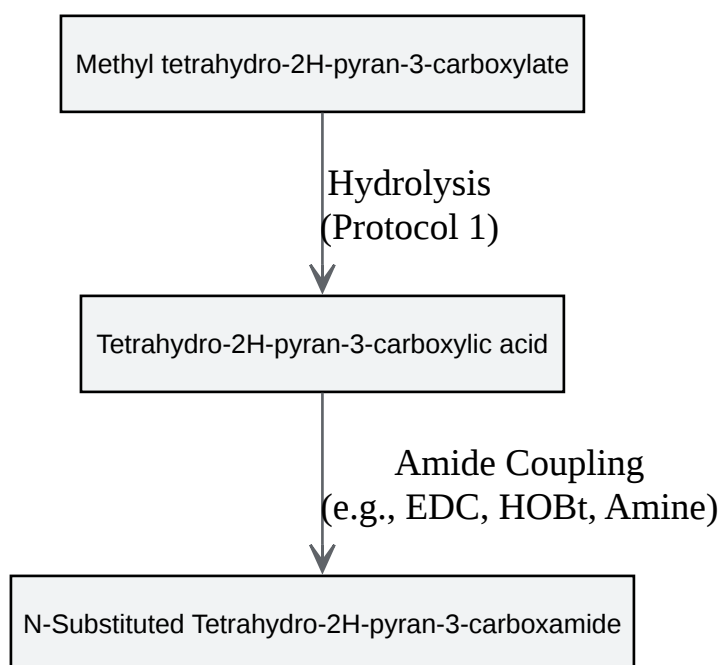 Methyl tetrahydro-2H-pyran-3-carboxylate
Hydrolysis
(Protocol 1)
Tetrahydro-2H-pyran-3-carboxylic acid
Amide Coupling
(e.g., EDC, HOBt, Amine)
N-Substituted Tetrahydro-2H-pyran-3-carboxamide